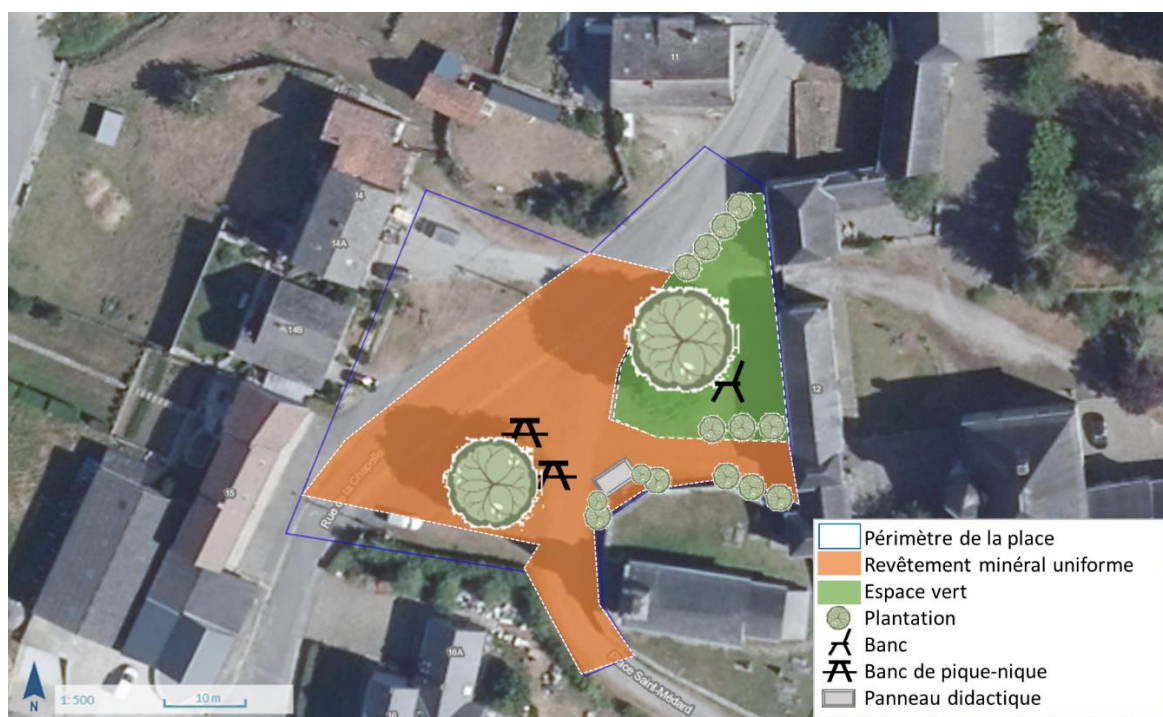 11
14
14A
14B
15
12
Rue de la Chapelle
Place Saint-Médard
16A
16
N
1: 500
10 m
Périmètre de la place
Revêtement minéral uniforme
Espace vert
Plantation
Banc
Banc de pique-nique
Panneau didactique